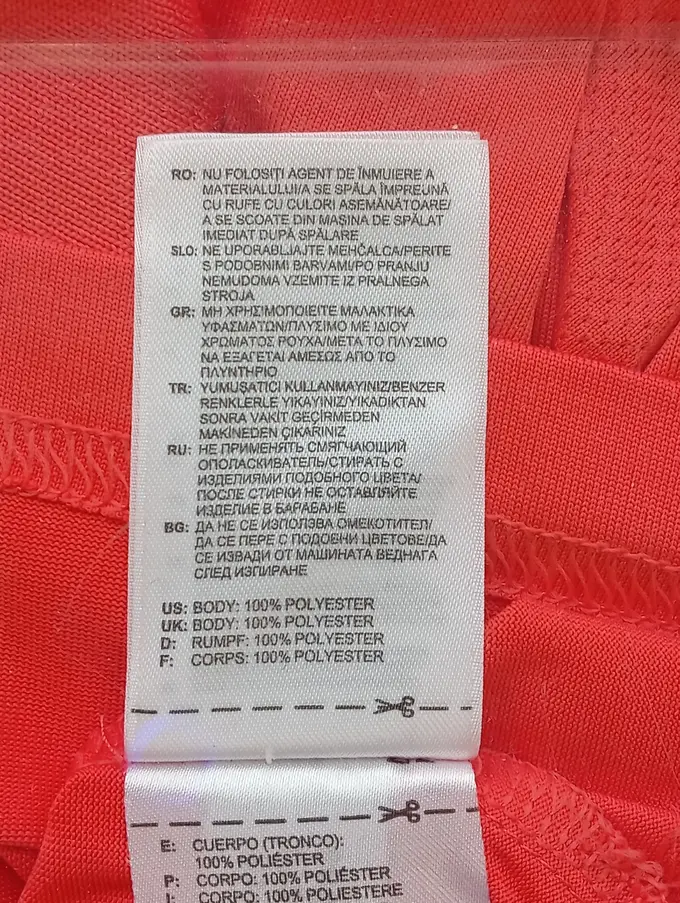 RO: NU FOLOSIȚI AGENT DE ÎNMUIERE A
MATERIALULUI/A SE SPĂLA ÎMPREUNĂ
CU RUFE CU CULORI ASEMĂNĂTOARE/
A SE SCOATE DIN MAȘINA DE SPĂLAT
IMEDIAT DUPĂ SPĂLARE
SLO: NE UPORABLJAJTE MEHČALCA/PERITE
S PODOBNIMI BARVAMI/PO PRANJU
NEMUDOMA VZEMITE IZ PRALNEGA
STROJA
GR: ΜΗ ΧΡΗΣΙΜΟΠΟΙΕΙΤΕ ΜΑΛΑΚΤΙΚΑ
ΥΦΑΣΜΑΤΩΝ/ΠΛΥΣΙΜΟ ΜΕ ΙΔΙΟΥ
ΧΡΩΜΑΤΟΣ ΡΟΥΧΑ/ΜΕΤΑ ΤΟ ΠΛΥΣΙΜΟ
ΝΑ ΕΞΑΓΕΤΑΙ ΑΜΕΣΩΣ ΑΠΟ ΤΟ
ΠΛΥΝΤΗΡΙΟ
TR: YUMUŞATICI KULLANMAYINIZ/BENZER
RENKLERLE YIKAYINIZ/YIKADIKTAN
SONRA VAKİT GEÇİRMEDEN
MAKİNEDEN ÇIKARINIZ
RU: НЕ ПРИМЕНЯТЬ СМЯГЧАЮЩИЙ
ОПОЛАСКИВАТЕЛЬ/СТИРАТЬ С
ИЗДЕЛИЯМИ ПОДОБНОГО ЦВЕТА/
ПОСЛЕ СТИРКИ НЕ ОСТАВЛЯЙТЕ
ИЗДЕЛИЕ В БАРАБАНЕ
BG: ДА НЕ СЕ ИЗПОЛЗВА ОМЕКОТИТЕЛ/
ДА СЕ ПЕРЕ С ПОДОБНИ ЦВЕТОВЕ/ДА
СЕ ИЗВАДИ ОТ МАШИНАТА ВЕДНАГА
СЛЕД ИЗПИРАНЕ
US: BODY: 100% POLYESTER
UK: BODY: 100% POLYESTER
D: RUMPF: 100% POLYESTER
F: CORPS: 100% POLYESTER
E: CUERPO (TRONCO):
100% POLIÉSTER
P: CORPO: 100% POLIÉSTER
I: CORPO: 100% POLIESTERE